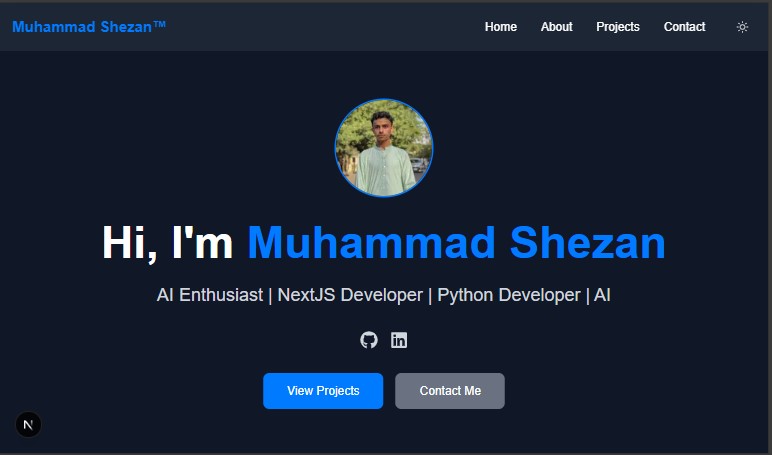 Muhammad Shezan™
Home
About
Projects
Contact
Hi, I'm Muhammad Shezan
AI Enthusiast | NextJS Developer | Python Developer | AI
in
View Projects
Contact Me
N